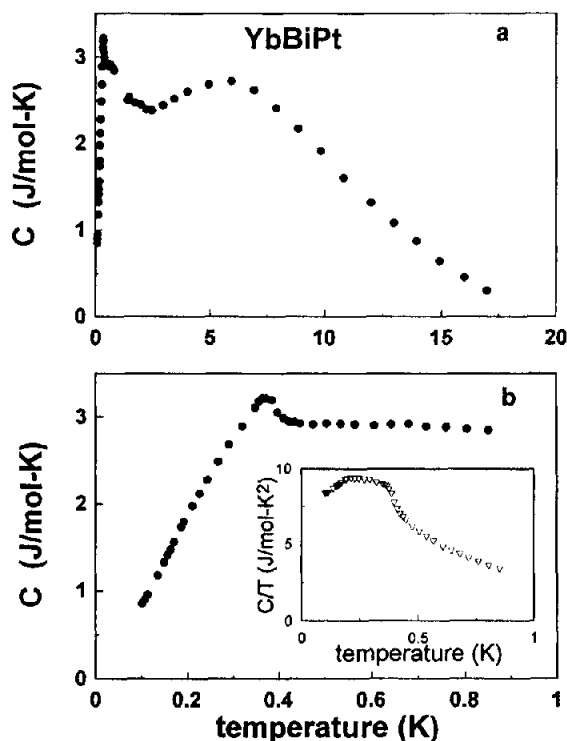 YbBiPt
a
C (J/mol-K)
3
2
1
0
0 5 10 15 20
b
C (J/mol-K)
3
2
1
0
0 0.2 0.4 0.6 0.8 1
temperature (K)
C/T (J/mol-K²)
10
5
0
0 0.5 1
temperature (K)